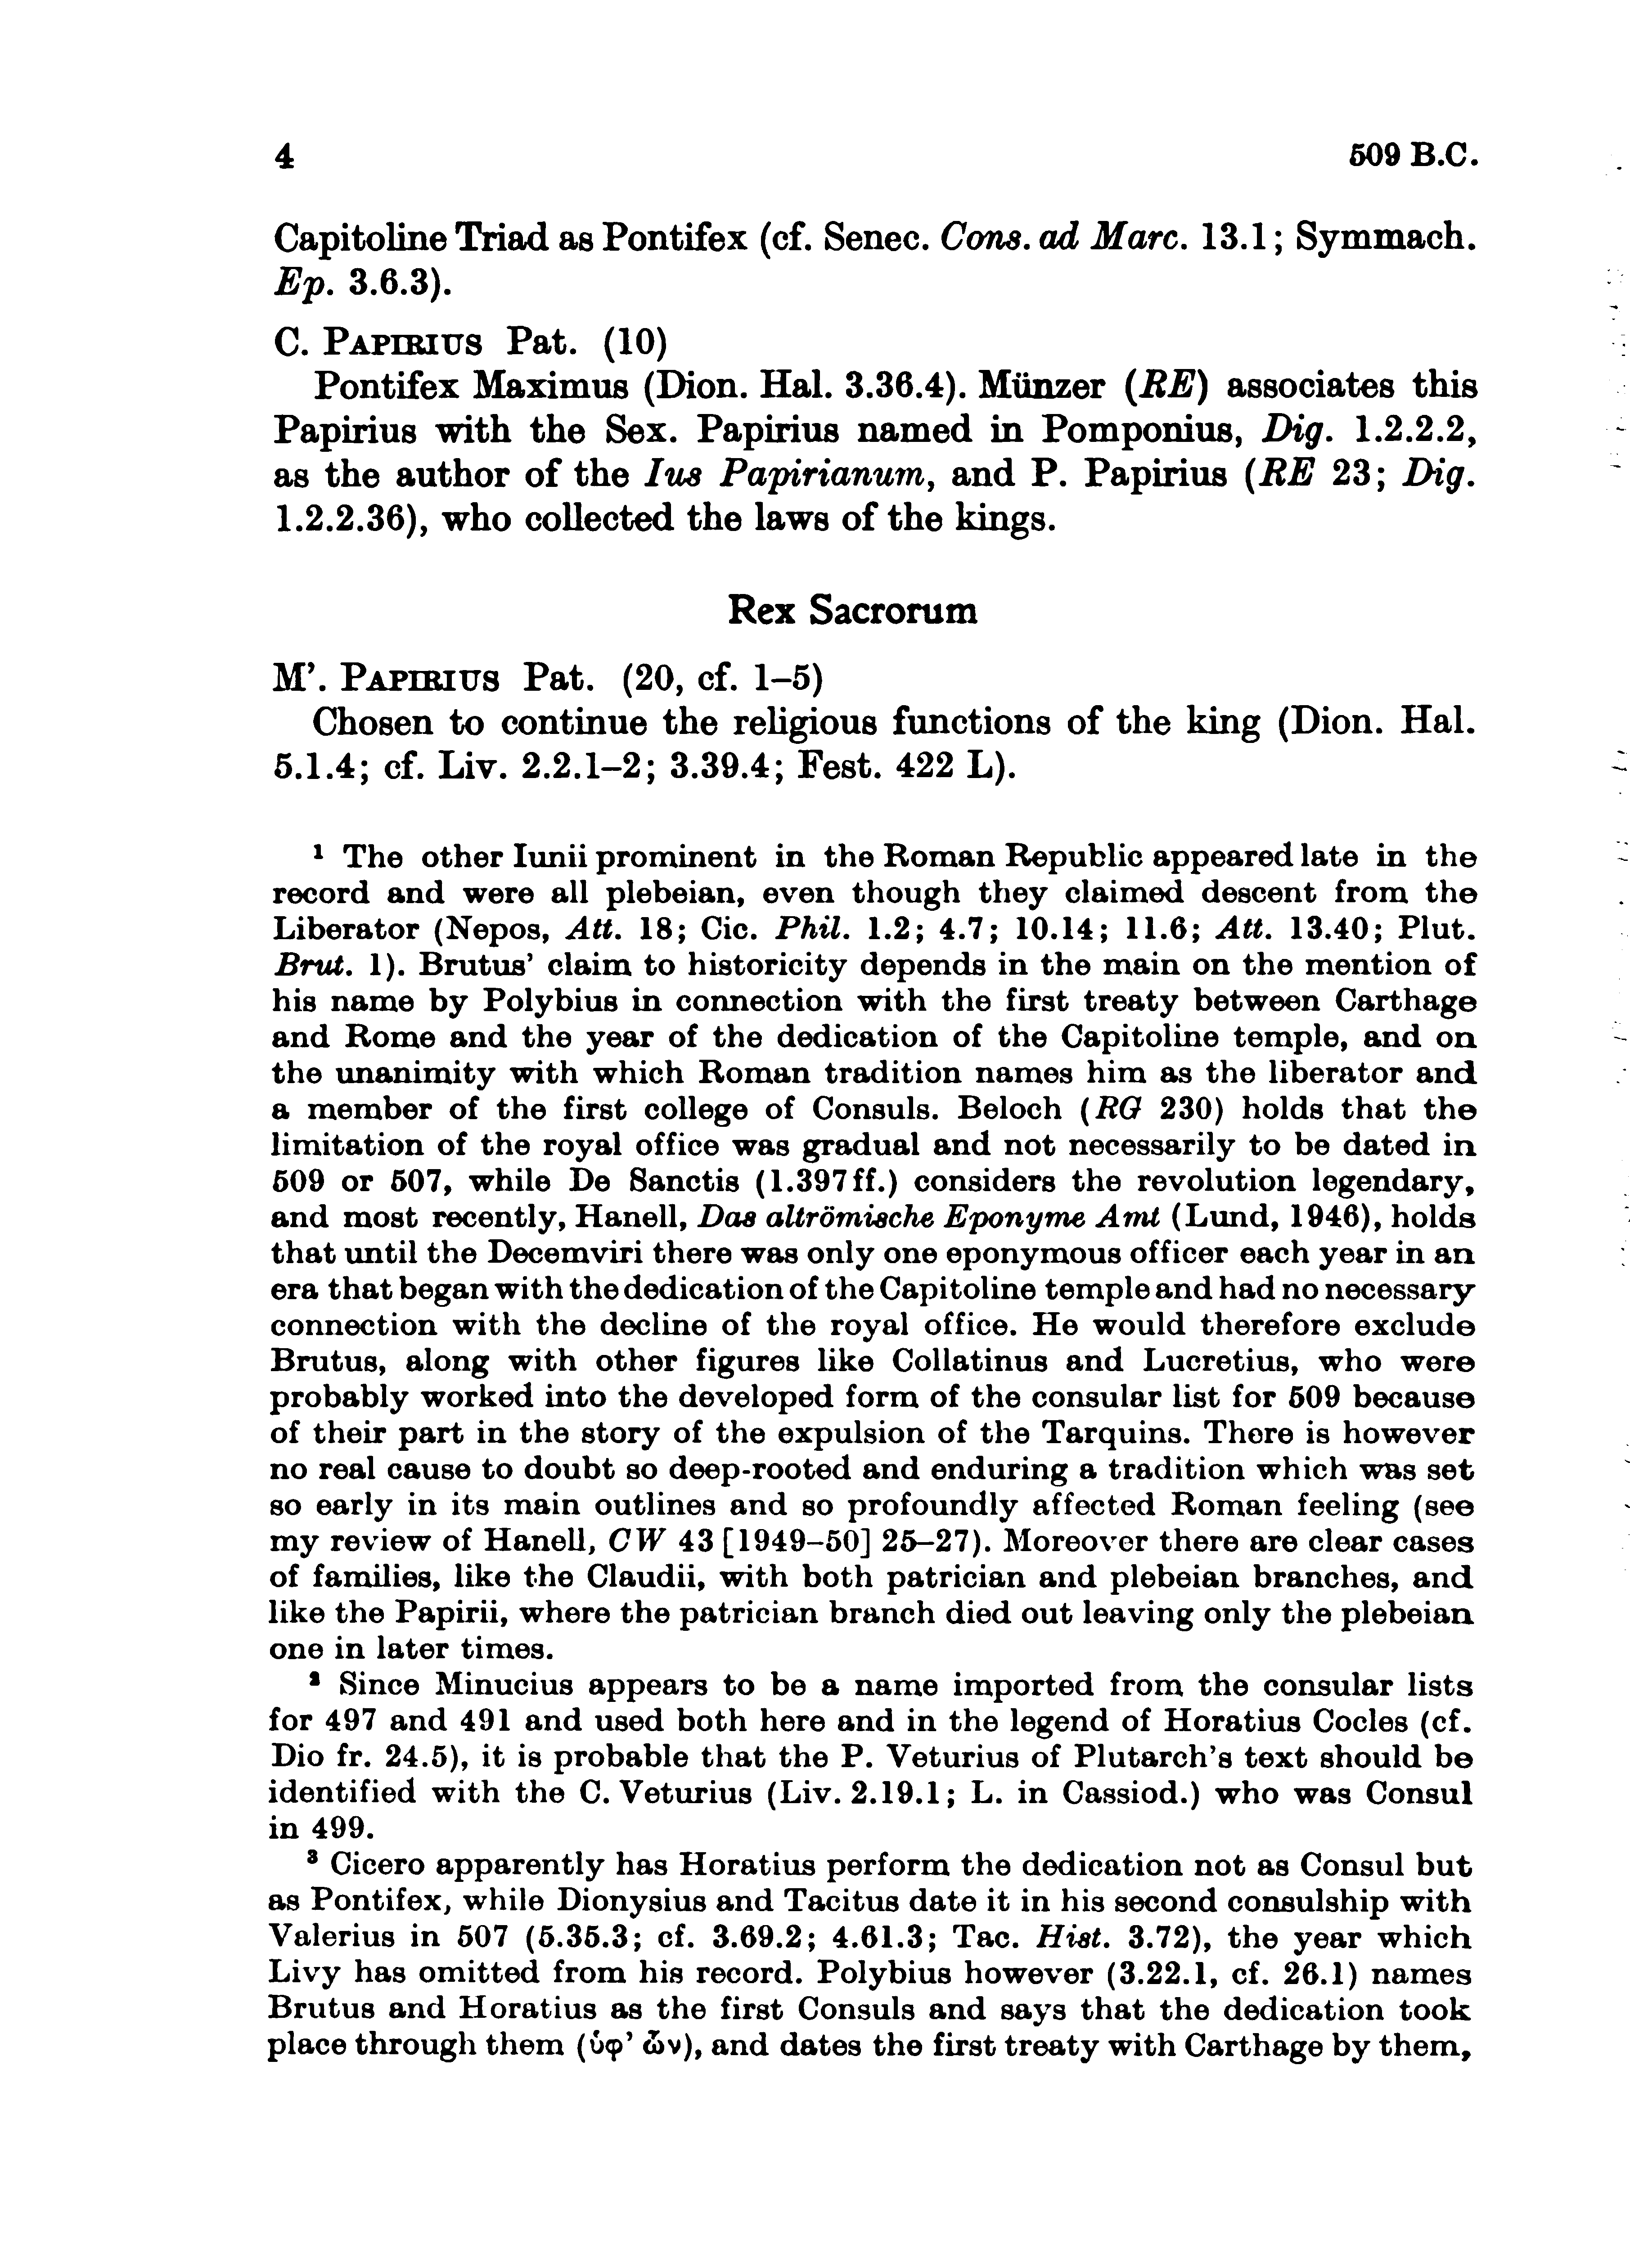 4 509 B.C.
Capitoline Triad as Pontifex (cf. Senec. Cons. ad Marc. 13.1; Symmach.
Ep. 3.6.3).
C. PAPIRIUS Pat. (10)
Pontifex Maximus (Dion. Hal. 3.36.4). Münzer (RE) associates this
Papirius with the Sex. Papirius named in Pomponius, Dig. 1.2.2.2,
as the author of the Ius Papirianum, and P. Papirius (RE 23; Dig.
1.2.2.36), who collected the laws of the kings.
Rex Sacrorum
M’. PAPIRIUS Pat. (20, cf. 1–5)
Chosen to continue the religious functions of the king (Dion. Hal.
5.1.4; cf. Liv. 2.2.1–2; 3.39.4; Fest. 422 L).
¹ The other Iunii prominent in the Roman Republic appeared late in the
record and were all plebeian, even though they claimed descent from the
Liberator (Nepos, Att. 18; Cic. Phil. 1.2; 4.7; 10.14; 11.6; Att. 13.40; Plut.
Brut. 1). Brutus’ claim to historicity depends in the main on the mention of
his name by Polybius in connection with the first treaty between Carthage
and Rome and the year of the dedication of the Capitoline temple, and on
the unanimity with which Roman tradition names him as the liberator and
a member of the first college of Consuls. Beloch (RG 230) holds that the
limitation of the royal office was gradual and not necessarily to be dated in
509 or 507, while De Sanctis (1.397ff.) considers the revolution legendary,
and most recently, Hanell, Das altrömische Eponyme Amt (Lund, 1946), holds
that until the Decemviri there was only one eponymous officer each year in an
era that began with the dedication of the Capitoline temple and had no necessary
connection with the decline of the royal office. He would therefore exclude
Brutus, along with other figures like Collatinus and Lucretius, who were
probably worked into the developed form of the consular list for 509 because
of their part in the story of the expulsion of the Tarquins. There is however
no real cause to doubt so deep-rooted and enduring a tradition which was set
so early in its main outlines and so profoundly affected Roman feeling (see
my review of Hanell, CW 43 [1949–50] 25–27). Moreover there are clear cases
of families, like the Claudii, with both patrician and plebeian branches, and
like the Papirii, where the patrician branch died out leaving only the plebeian
one in later times.
² Since Minucius appears to be a name imported from the consular lists
for 497 and 491 and used both here and in the legend of Horatius Cocles (cf.
Dio fr. 24.5), it is probable that the P. Veturius of Plutarch’s text should be
identified with the C. Veturius (Liv. 2.19.1; L. in Cassiod.) who was Consul
in 499.
³ Cicero apparently has Horatius perform the dedication not as Consul but
as Pontifex, while Dionysius and Tacitus date it in his second consulship with
Valerius in 507 (5.35.3; cf. 3.69.2; 4.61.3; Tac. Hist. 3.72), the year which
Livy has omitted from his record. Polybius however (3.22.1, cf. 26.1) names
Brutus and Horatius as the first Consuls and says that the dedication took
place through them (ὑφ’ ὧν), and dates the first treaty with Carthage by them,